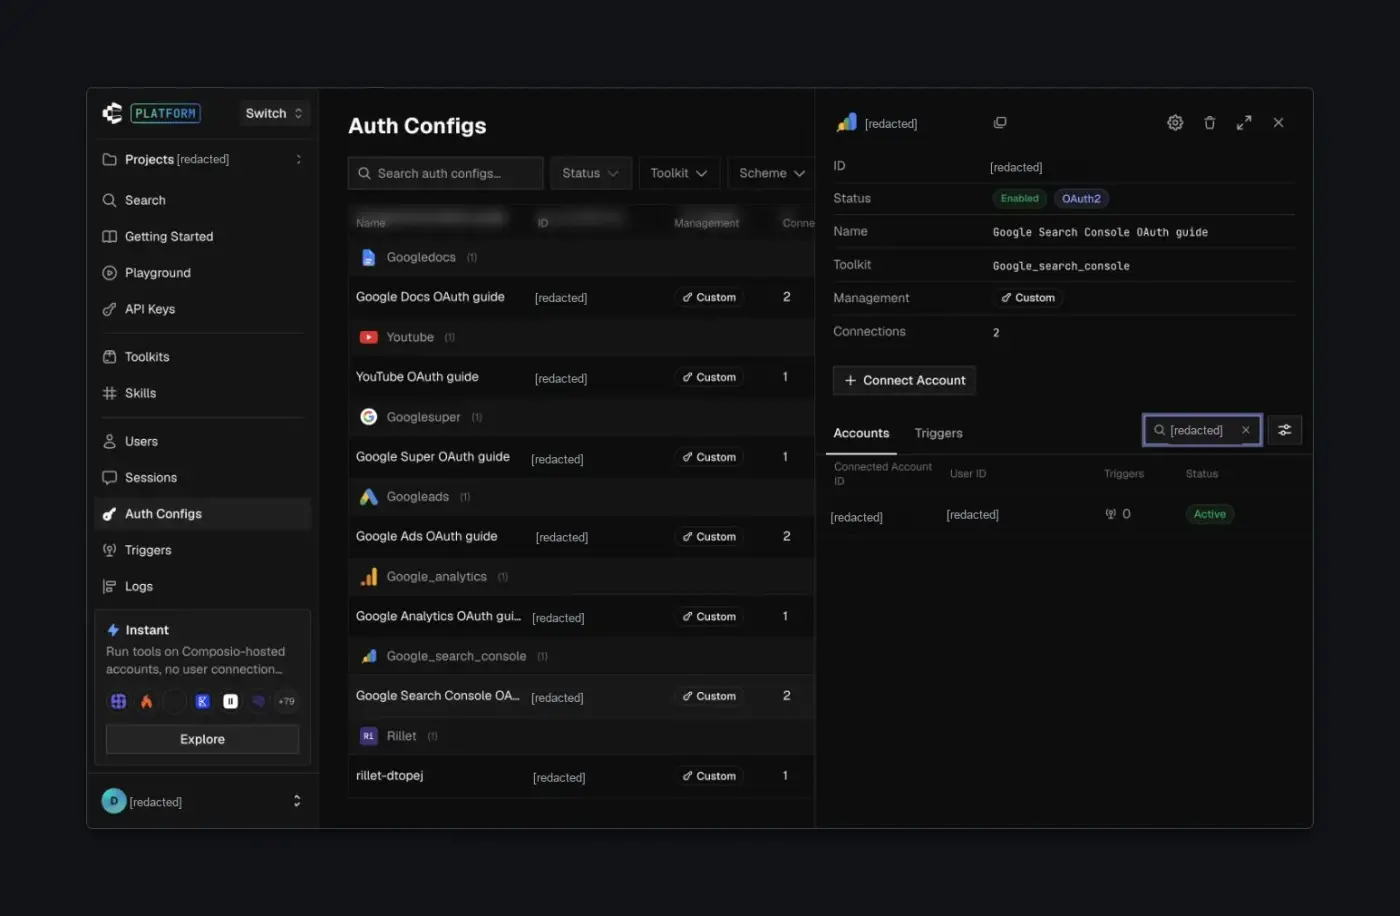 PLATFORM
Switch
Projects [redacted]
Search
Getting Started
Playground
API Keys
Toolkits
Skills
Users
Sessions
Auth Configs
Triggers
Logs
Instant
Run tools on Composio-hosted
accounts, no user connection...
+79
Explore
D [redacted]
Auth Configs
Search auth configs...
Status
Toolkit
Scheme
Name ID Management Conne
Googledocs (1)
Google Docs OAuth guide [redacted] Custom 2
Youtube (1)
YouTube OAuth guide [redacted] Custom 1
Googlesuper (1)
Google Super OAuth guide [redacted] Custom 1
Googleads (1)
Google Ads OAuth guide [redacted] Custom 2
Google_analytics (1)
Google Analytics OAuth gui... [redacted] Custom 1
Google_search_console (1)
Google Search Console OA... [redacted] Custom 2
Ri Rillet (1)
rillet-dtopej [redacted] Custom 1
[redacted]
ID [redacted]
Status Enabled OAuth2
Name Google Search Console OAuth guide
Toolkit Google_search_console
Management Custom
Connections 2
+ Connect Account
Accounts Triggers [redacted]
Connected Account
ID
User ID Triggers Status
[redacted] [redacted] 0 Active